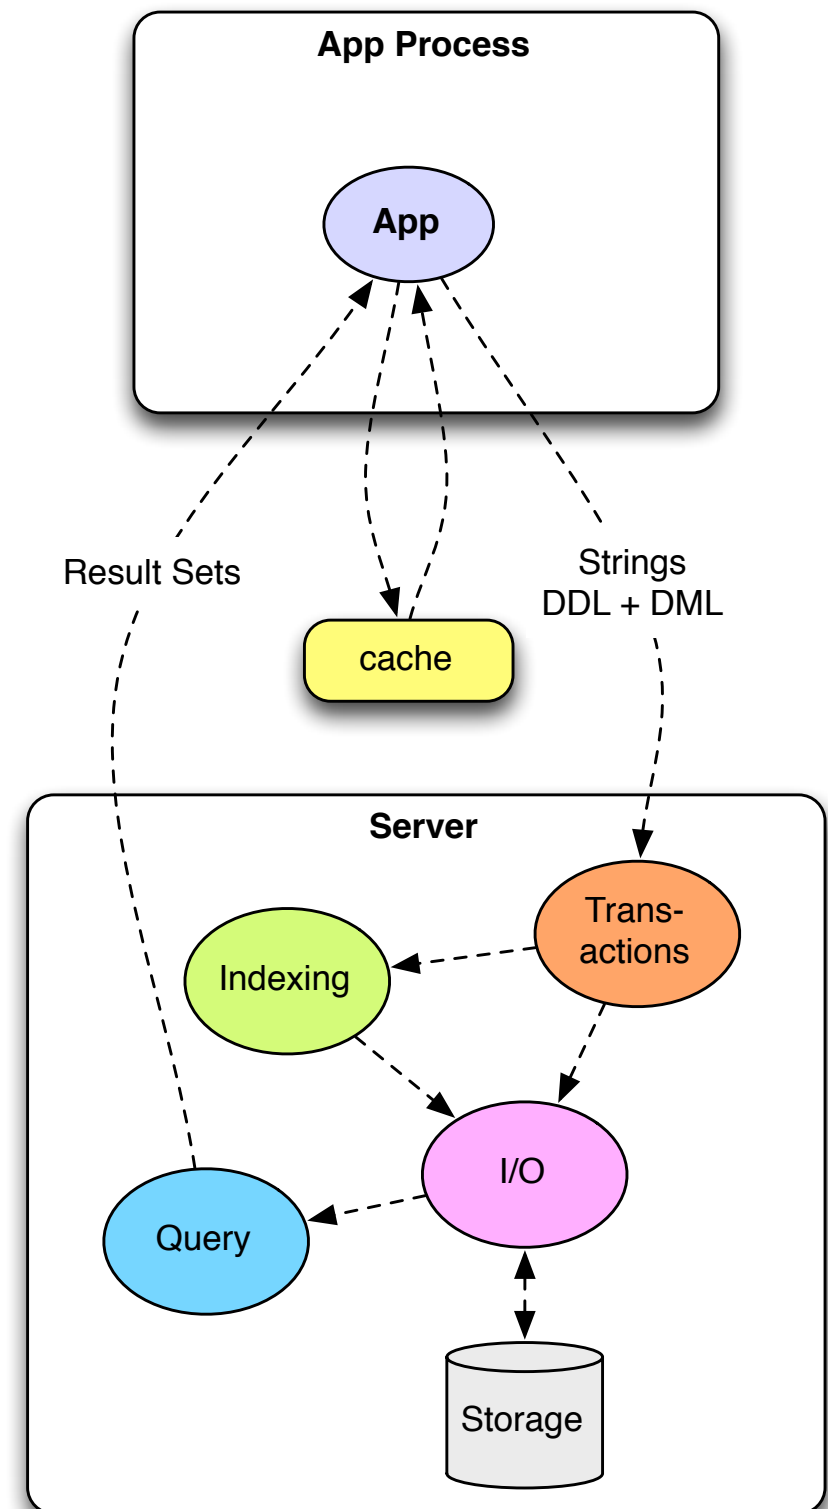 App Process
App
Result Sets
Strings
DDL + DML
cache
Server
Trans-
actions
Indexing
I/O
Query
Storage